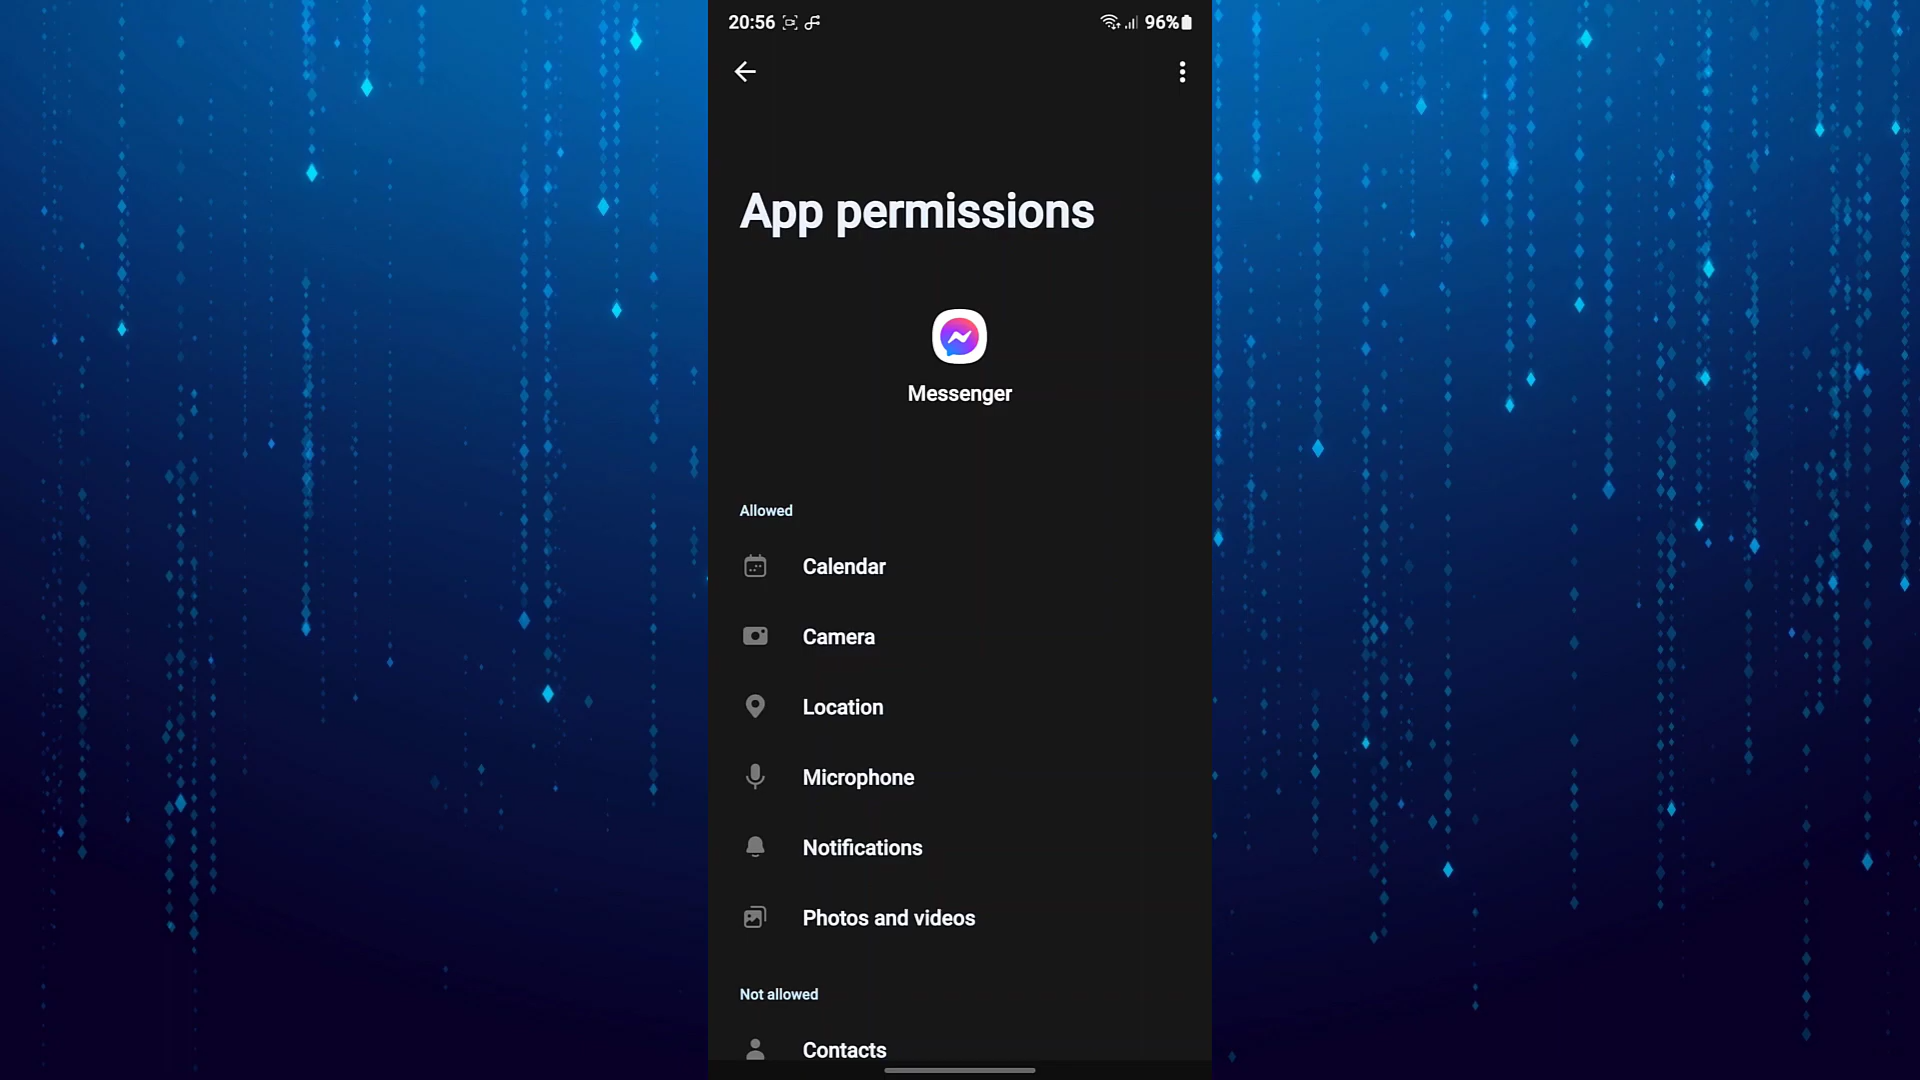 20:56 96%
App permissions
Messenger
Allowed
Calendar
Camera
Location
Microphone
Notifications
Photos and videos
Not allowed
Contacts